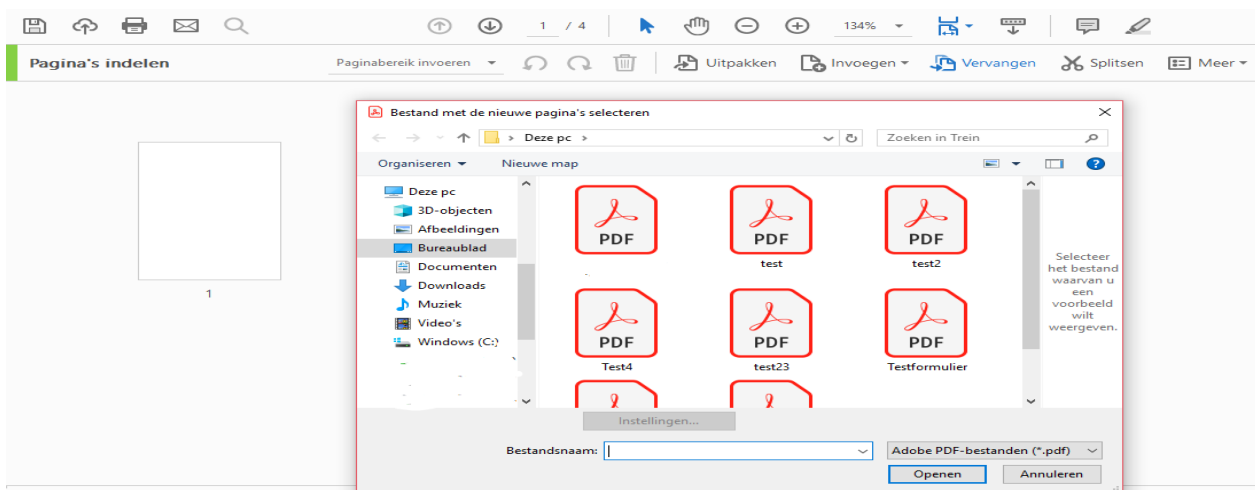 1 / 4
134%
Pagina's indelen
Paginabereik invoeren
Uitpakken
Invoegen
Vervangen
Splitsen
Meer
Bestand met de nieuwe pagina's selecteren
> Deze pc >
Zoeken in Trein
Organiseren
Nieuwe map
?
Deze pc
3D-objecten
Afbeeldingen
Bureaublad
Documenten
Downloads
Muziek
Video's
Windows (C:)
PDF
PDF
PDF
test
test2
PDF
PDF
PDF
Test4
test23
Testformulier
Selecteer
het bestand
waarvan u
een
voorbeeld
wilt
weergeven.
1
Instellingen...
Bestandsnaam:
Adobe PDF-bestanden (*.pdf)
Openen
Annuleren